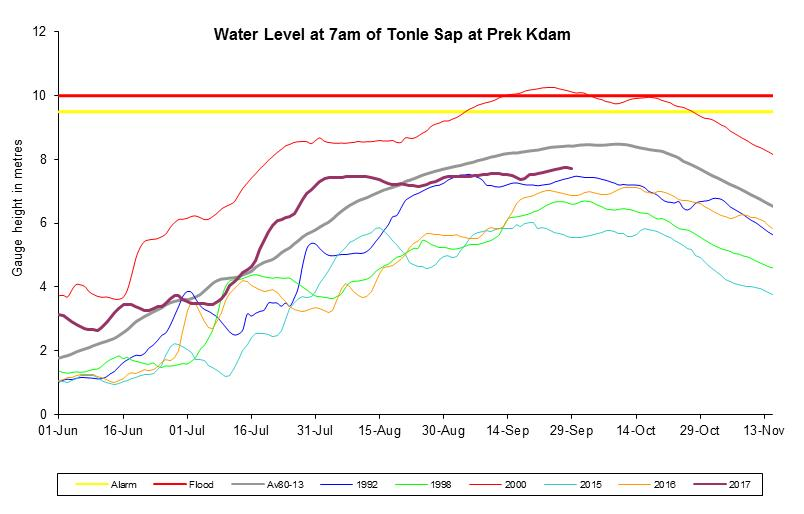 Water Level at 7am of Tonle Sap at Prek Kdam
Gauge height in metres
12
10
8
6
4
2
0
01-Jun 16-Jun 01-Jul 16-Jul 31-Jul 15-Aug 30-Aug 14-Sep 29-Sep 14-Oct 29-Oct 13-Nov
Alarm Flood Av80-13 1992 1998 2000 2015 2016 2017